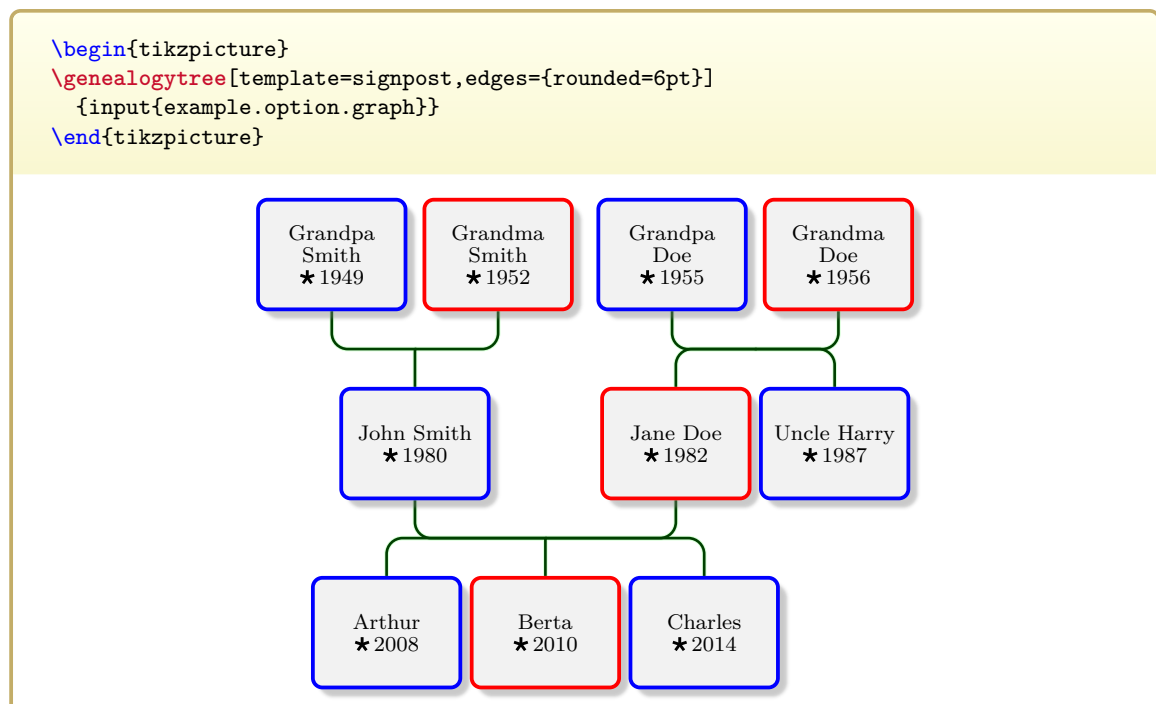 \begin{tikzpicture}
\genealogytree[template=signpost,edges={rounded=6pt}]
  {input{example.option.graph}}
\end{tikzpicture}
Grandpa
Smith
★1949
Grandma
Smith
★1952
Grandpa
Doe
★1955
Grandma
Doe
★1956
John Smith
★1980
Jane Doe
★1982
Uncle Harry
★1987
Arthur
★2008
Berta
★2010
Charles
★2014